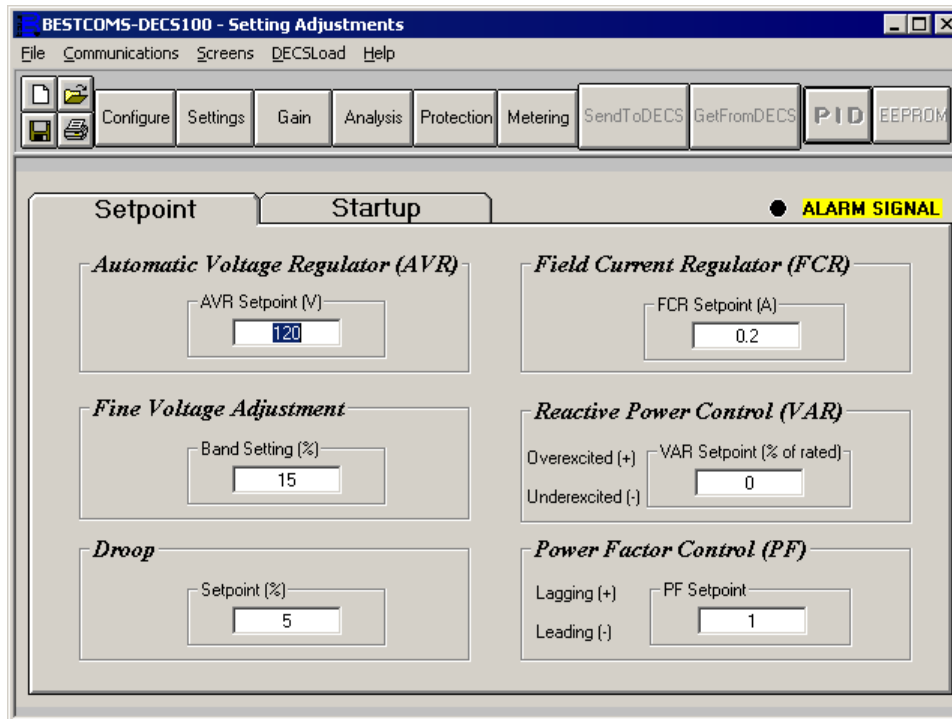 BESTCOMS-DECS100 - Setting Adjustments
File Communications Screens DECSLoad Help
Configure Settings Gain Analysis Protection Metering SendToDECS GetFromDECS PID EEPROM
Setpoint Startup ALARM SIGNAL
Automatic Voltage Regulator (AVR)
AVR Setpoint (V)
120
Field Current Regulator (FCR)
FCR Setpoint (A)
0.2
Fine Voltage Adjustment
Band Setting (%)
15
Reactive Power Control (VAR)
Overexcited (+)
Underexcited (-)
VAR Setpoint (% of rated)
0
Droop
Setpoint (%)
5
Power Factor Control (PF)
Lagging (+)
Leading (-)
PF Setpoint
1